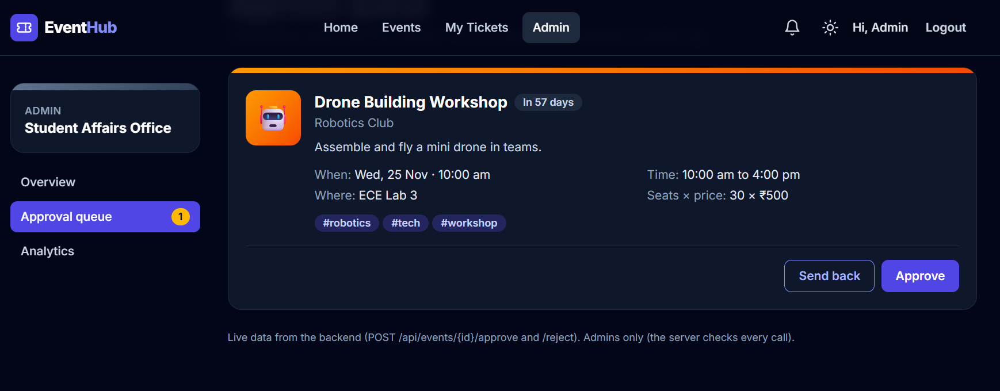 EventHub
Home Events My Tickets Admin
Hi, Admin Logout
ADMIN
Student Affairs Office
Overview
Approval queue 1
Analytics
Drone Building Workshop In 57 days
Robotics Club
Assemble and fly a mini drone in teams.
When: Wed, 25 Nov · 10:00 am Time: 10:00 am to 4:00 pm
Where: ECE Lab 3 Seats × price: 30 × ₹500
#robotics #tech #workshop
Send back Approve
Live data from the backend (POST /api/events/{id}/approve and /reject). Admins only (the server checks every call).